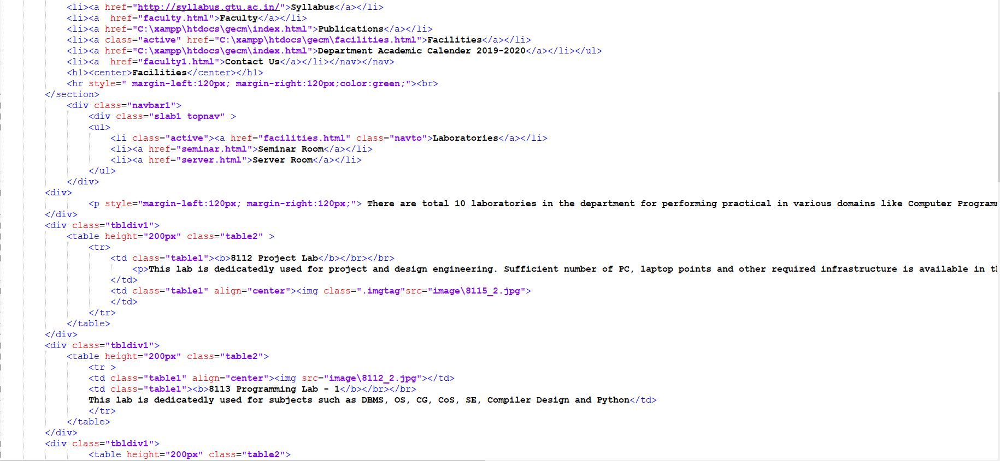 <li><a href="http://syllabus.gtu.ac.in/">Syllabus</a></li>
<li><a  href="faculty.html">Faculty</a></li>
<li><a href="C:\xampp\htdocs\gecm\index.html">Publications</a></li>
<li><a class="active" href="C:\xampp\htdocs\gecm\facilities.html">Facilities</a></li>
<li><a href="C:\xampp\htdocs\gecm\index.html">Department Academic Calender 2019-2020</a></li></ul>
<li><a  href="faculty1.html">Contact Us</a></li></nav></nav>
<h1><center>Facilities</center></h1>
<hr style=" margin-left:120px; margin-right:120px;color:green;"><br>
</section>
<div class="navbar1">
<div class="slab1 topnav" >
<ul>
<li class="active"><a href="facilities.html" class="navto">Laboratories</a></li>
<li><a href="seminar.html">Seminar Room</a></li>
<li><a href="server.html">Server Room</a></li>
</ul>
</div>
<div>
<p style="margin-left:120px; margin-right:120px;"> There are total 10 laboratories in the department for performing practical in various domains like Computer Program
</div>
<div class="tbldiv1">
<table height="200px" class="table2" >
<tr>
<td class="table1"><b>8112 Project Lab</b></br></br>
<p>This lab is dedicatedly used for project and design engineering. Sufficient number of PC, laptop points and other required infrastructure is available in
</td>
<td class="table1" align="center"><img class=".imgtag"src="image\8115_2.jpg">
</td>
</tr>
</table>
</div>
<div class="tbldiv1">
<table height="200px" class="table2">
<tr >
<td class="table1" align="center"><img src="image\8112_2.jpg"></td>
<td class="table1"><b>8113 Programming Lab - 1</b></br></br>
This lab is dedicatedly used for subjects such as DBMS, OS, CG, CoS, SE, Compiler Design and Python</td>
</tr>
</table>
</div>
<div class="tbldiv1">
<table height="200px" class="table2">